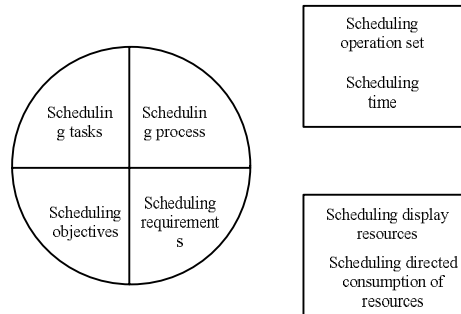 Schedulin
g tasks
Schedulin
g process
Scheduling
objectives
Scheduling
requirement
s
Scheduling
operation set
Scheduling
time
Scheduling display
resources
Scheduling directed
consumption of
resources